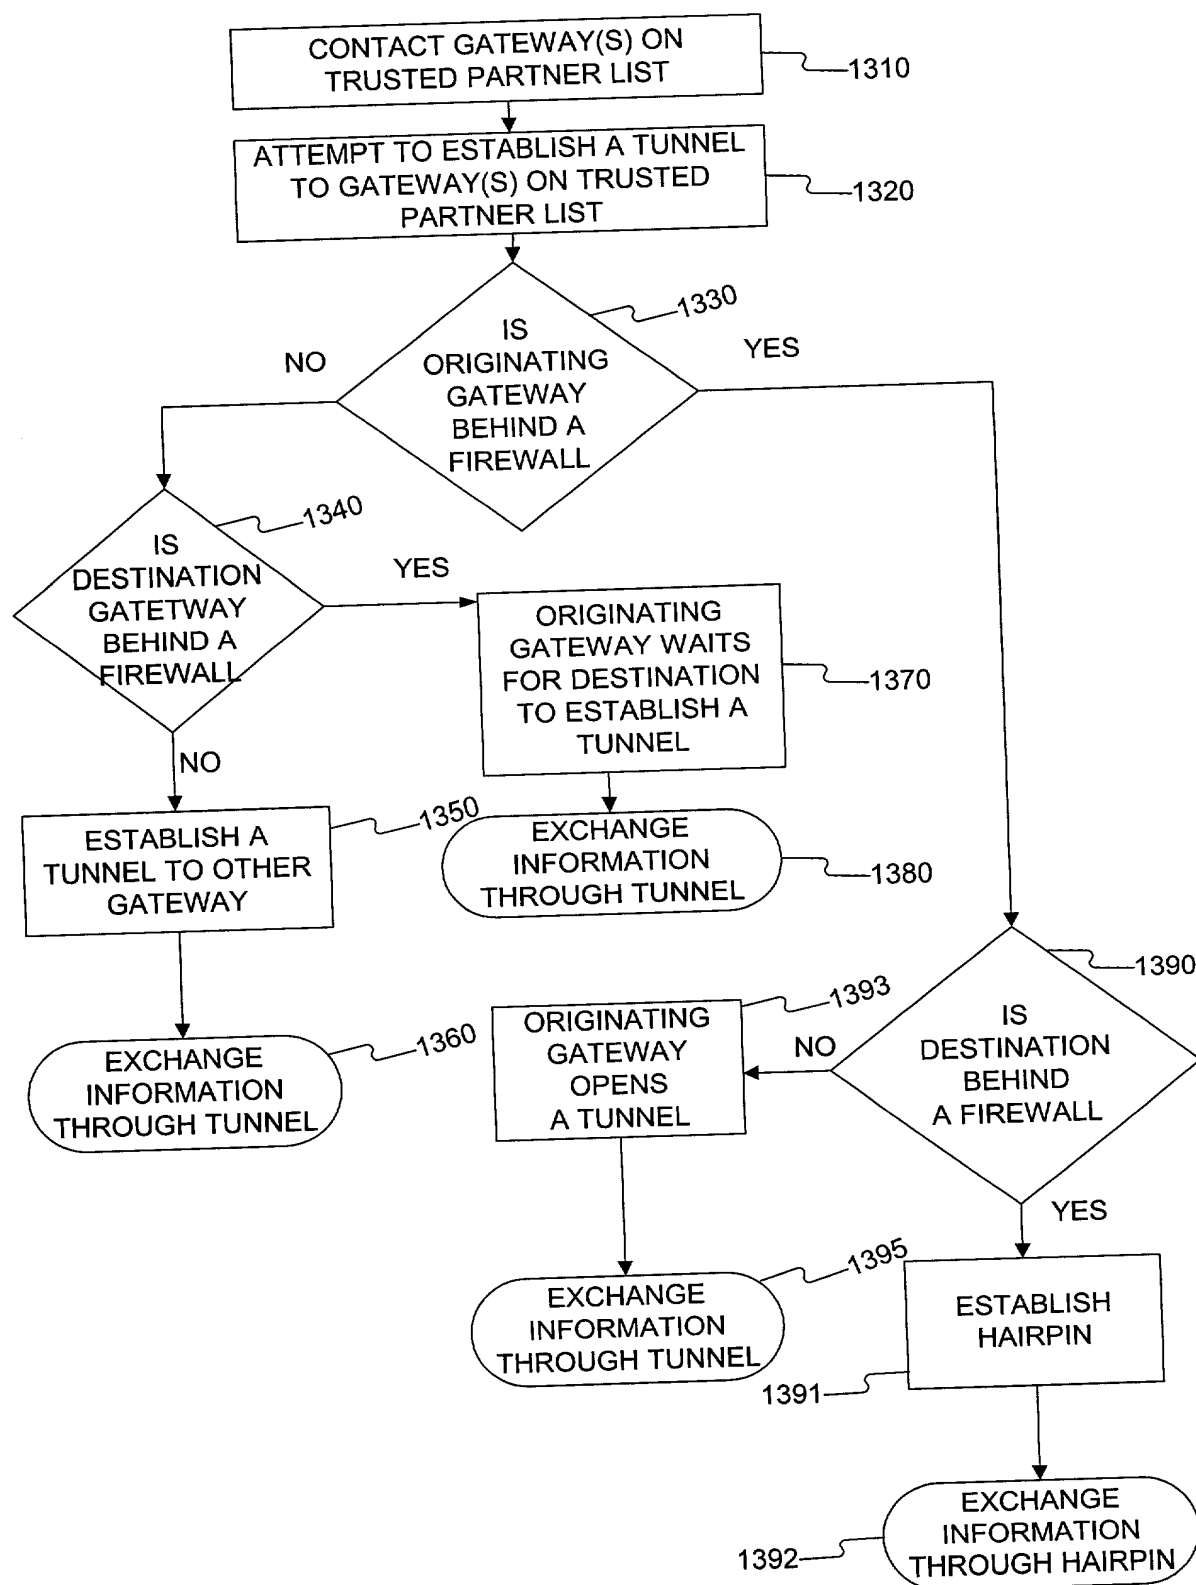 CONTACT GATEWAY(S) ON
TRUSTED PARTNER LIST
1310
ATTEMPT TO ESTABLISH A TUNNEL
TO GATEWAY(S) ON TRUSTED
PARTNER LIST
1320
1330
IS
ORIGINATING
GATEWAY
BEHIND A
FIREWALL
NO
YES
1340
IS
DESTINATION
GATETWAY
BEHIND A
FIREWALL
YES
NO
ORIGINATING
GATEWAY WAITS
FOR DESTINATION
TO ESTABLISH A
TUNNEL
1370
1350
ESTABLISH A
TUNNEL TO OTHER
GATEWAY
EXCHANGE
INFORMATION
THROUGH TUNNEL
1380
1360
EXCHANGE
INFORMATION
THROUGH TUNNEL
1390
IS
DESTINATION
BEHIND
A FIREWALL
NO
YES
1393
ORIGINATING
GATEWAY
OPENS
A TUNNEL
1395
EXCHANGE
INFORMATION
THROUGH TUNNEL
ESTABLISH
HAIRPIN
1391
EXCHANGE
INFORMATION
THROUGH HAIRPIN
1392